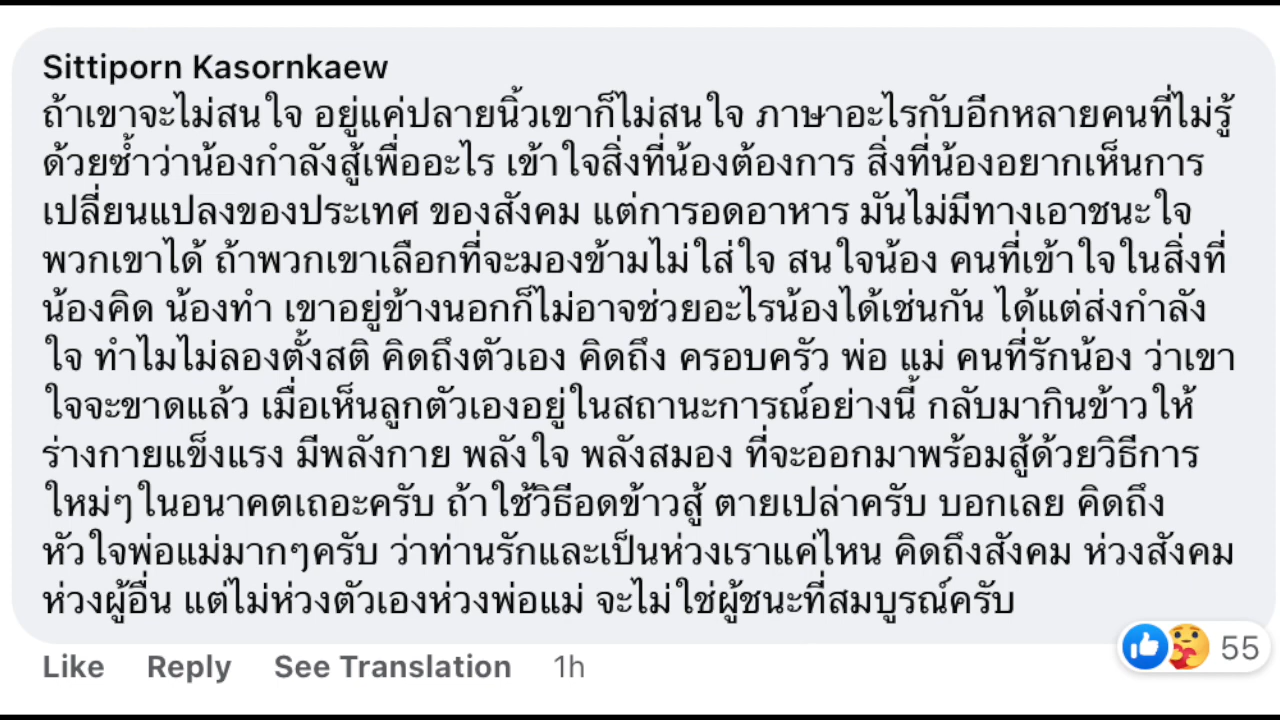 Sittiporn Kasornkaew
ถ้าเขาจะไม่สนใจ อยู่แค่ปลายนิ้วเขาก็ไม่สนใจ ภาษาอะไรกับอีกหลายคนที่ไม่รู้
ด้วยซ้ำว่าน้องกำลังสู้เพื่ออะไร เข้าใจสิ่งที่น้องต้องการ สิ่งที่น้องอยากเห็นการ
เปลี่ยนแปลงของประเทศ ของสังคม แต่การอดอาหาร มันไม่มีทางเอาชนะใจ
พวกเขาได้ ถ้าพวกเขาเลือกที่จะมองข้ามไม่ใส่ใจ สนใจน้อง คนที่เข้าใจในสิ่งที่
น้องคิด น้องทำ เขาอยู่ข้างนอกก็ไม่อาจช่วยอะไรน้องได้เช่นกัน ได้แต่ส่งกำลัง
ใจ ทำไมไม่ลองตั้งสติ คิดถึงตัวเอง คิดถึง ครอบครัว พ่อ แม่ คนที่รักน้อง ว่าเขา
ใจจะขาดแล้ว เมื่อเห็นลูกตัวเองอยู่ในสถานะการณ์อย่างนี้ กลับมากินข้าวให้
ร่างกายแข็งแรง มีพลังกาย พลังใจ พลังสมอง ที่จะออกมาพร้อมสู้ด้วยวิธีการ
ใหม่ๆในอนาคตเถอะครับ ถ้าใช้วิธีอดข้าวสู้ ตายเปล่าครับ บอกเลย คิดถึง
หัวใจพ่อแม่มากๆครับ ว่าท่านรักและเป็นห่วงเราแค่ไหน คิดถึงสังคม ห่วงสังคม
ห่วงผู้อื่น แต่ไม่ห่วงตัวเองห่วงพ่อแม่ จะไม่ใช่ผู้ชนะที่สมบูรณ์ครับ
55
Like Reply See Translation 1h